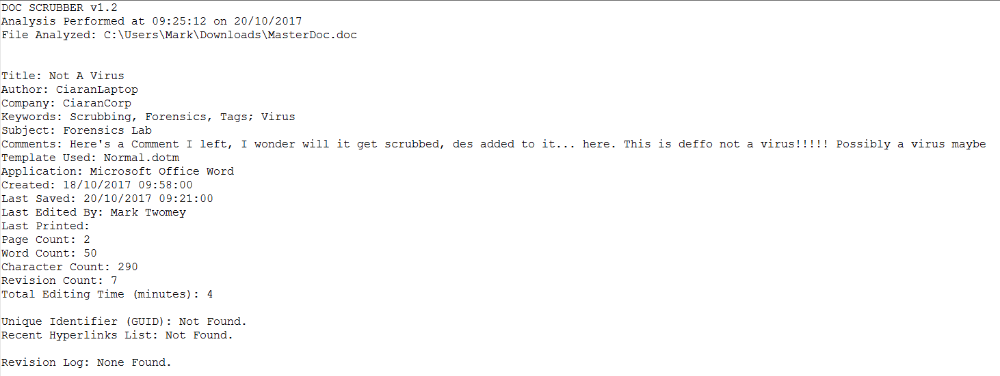 DOC SCRUBBER v1.2
Analysis Performed at 09:25:12 on 20/10/2017
File Analyzed: C:\Users\Mark\Downloads\MasterDoc.doc
Title: Not A Virus
Author: CiaranLaptop
Company: CiaranCorp
Keywords: Scrubbing, Forensics, Tags; Virus
Subject: Forensics Lab
Comments: Here's a Comment I left, I wonder will it get scrubbed, des added to it... here. This is deffo not a virus!!!!! Possibly a virus maybe
Template Used: Normal.dotm
Application: Microsoft Office Word
Created: 18/10/2017 09:58:00
Last Saved: 20/10/2017 09:21:00
Last Edited By: Mark Twomey
Last Printed:
Page Count: 2
Word Count: 50
Character Count: 290
Revision Count: 7
Total Editing Time (minutes): 4
Unique Identifier (GUID): Not Found.
Recent Hyperlinks List: Not Found.
Revision Log: None Found.